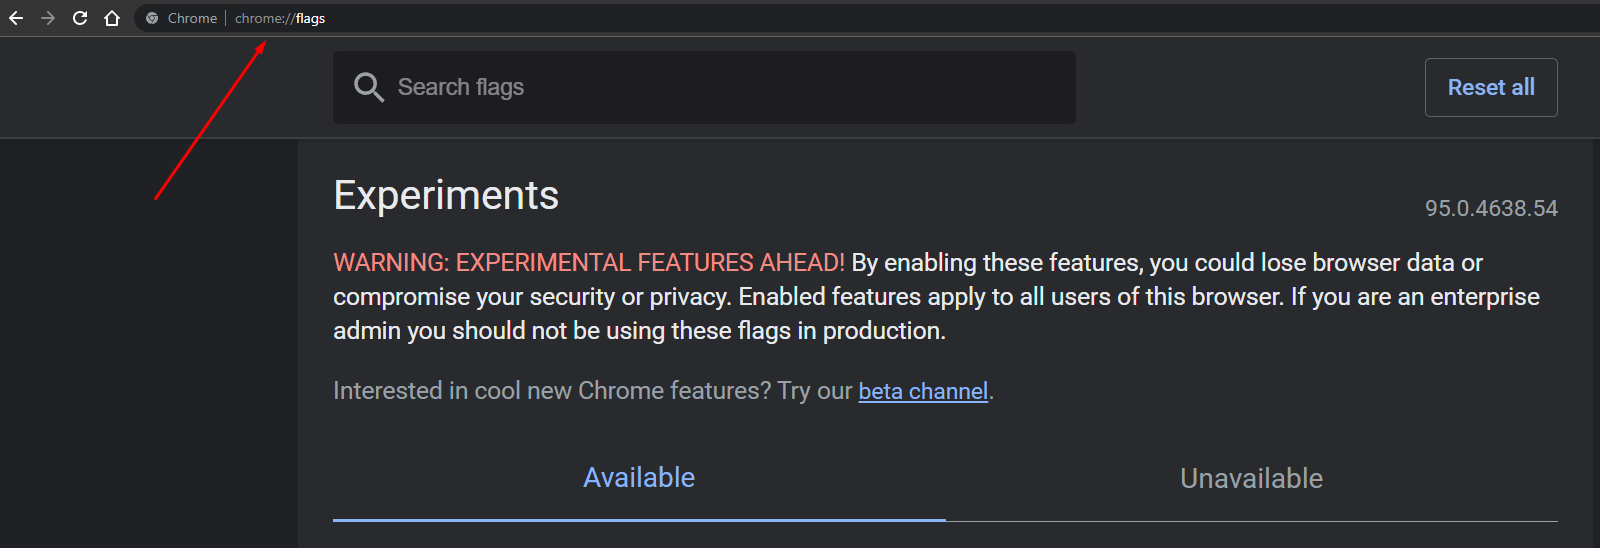 Chrome | chrome://flags
Search flags
Reset all
Experiments
95.0.4638.54
WARNING: EXPERIMENTAL FEATURES AHEAD! By enabling these features, you could lose browser data or
compromise your security or privacy. Enabled features apply to all users of this browser. If you are an enterprise
admin you should not be using these flags in production.
Interested in cool new Chrome features? Try our beta channel.
Available
Unavailable